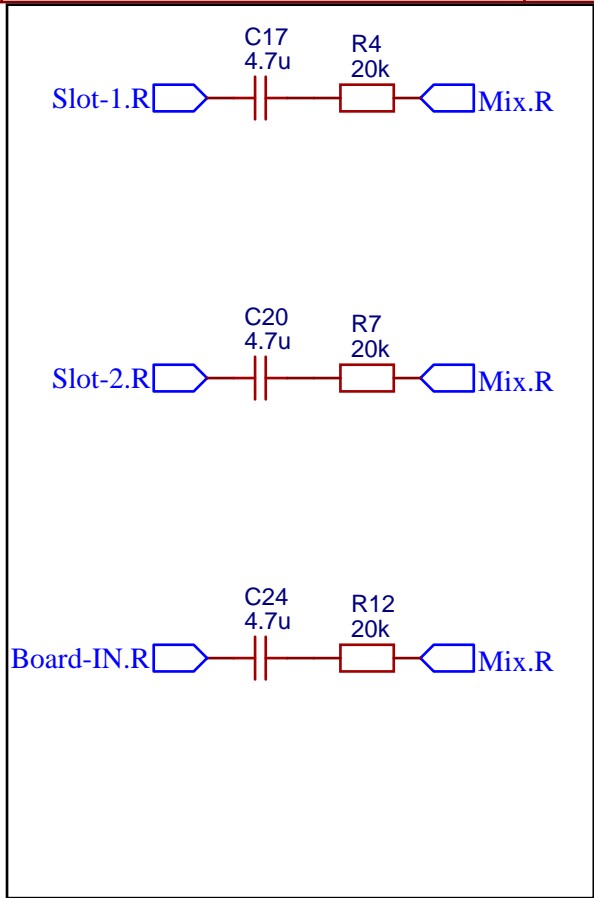 C17
4.7u
R4
20k
Slot-1.R
Mix.R
C20
4.7u
R7
20k
Slot-2.R
Mix.R
C24
4.7u
R12
20k
Board-IN.R
Mix.R